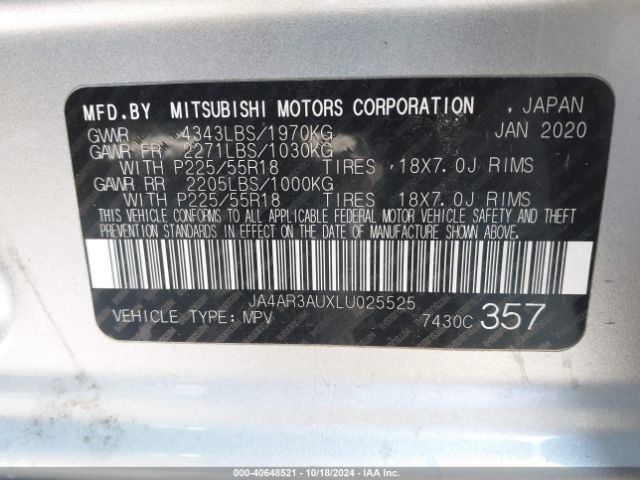 MFD.BY MITSUBISHI MOTORS CORPORATION , JAPAN
GVWR 4343LBS/1970KG JAN 2020
GAWR FR 2271LBS/1030KG
WITH P225/55R18 TIRES 18X7.0J RIMS
GAWR RR 2205LBS/1000KG
WITH P225/55R18 TIRES 18X7.0J RIMS
THIS VEHICLE CONFORMS TO ALL APPLICABLE FEDERAL MOTOR VEHICLE SAFETY AND THEFT
PREVENTION STANDARDS IN EFFECT ON THE DATE OF MANUFACTURE SHOWN ABOVE.
JA4AR3AUXLU025525
VEHICLE TYPE: MPV 7430C 357
000-40648521 | 10/18/2024 | IAAI.COM